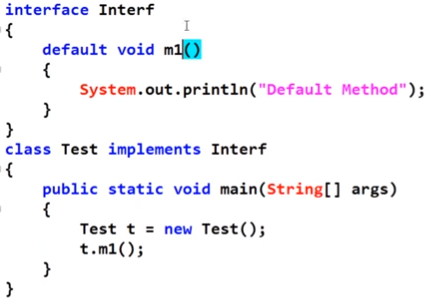 interface Interf
{
default void m1()
{
System.out.println("Default Method");
}
}
class Test implements Interf
{
public static void main(String[] args)
{
Test t = new Test();
t.m1();
}
}